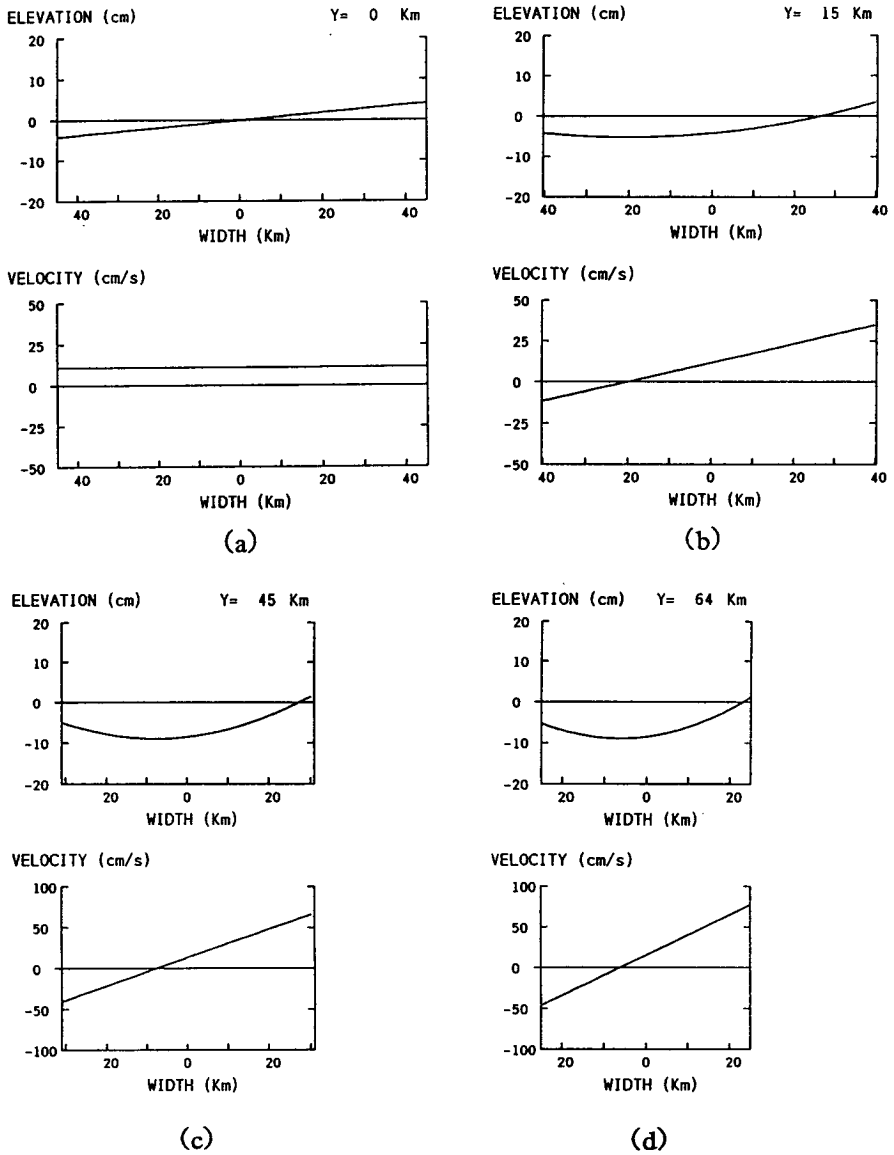 ELEVATION (cm) Y= 0 Km
20
10
0
-10
-20
40 20 0 20 40
WIDTH (Km)
VELOCITY (cm/s)
50
25
0
-25
-50
40 20 0 20 40
WIDTH (Km)
(a)
ELEVATION (cm) Y= 15 Km
20
10
0
-10
-20
40 20 0 20 40
WIDTH (Km)
VELOCITY (cm/s)
50
25
0
-25
-50
40 20 0 20 40
WIDTH (Km)
(b)
ELEVATION (cm) Y= 45 Km
20
10
0
-10
-20
20 0 20
WIDTH (Km)
VELOCITY (cm/s)
100
50
0
-50
-100
20 0 20
WIDTH (Km)
(c)
ELEVATION (cm) Y= 64 Km
20
10
0
-10
-20
20 0 20
WIDTH (Km)
VELOCITY (cm/s)
100
50
0
-50
-100
20 0 20
WIDTH (Km)
(d)